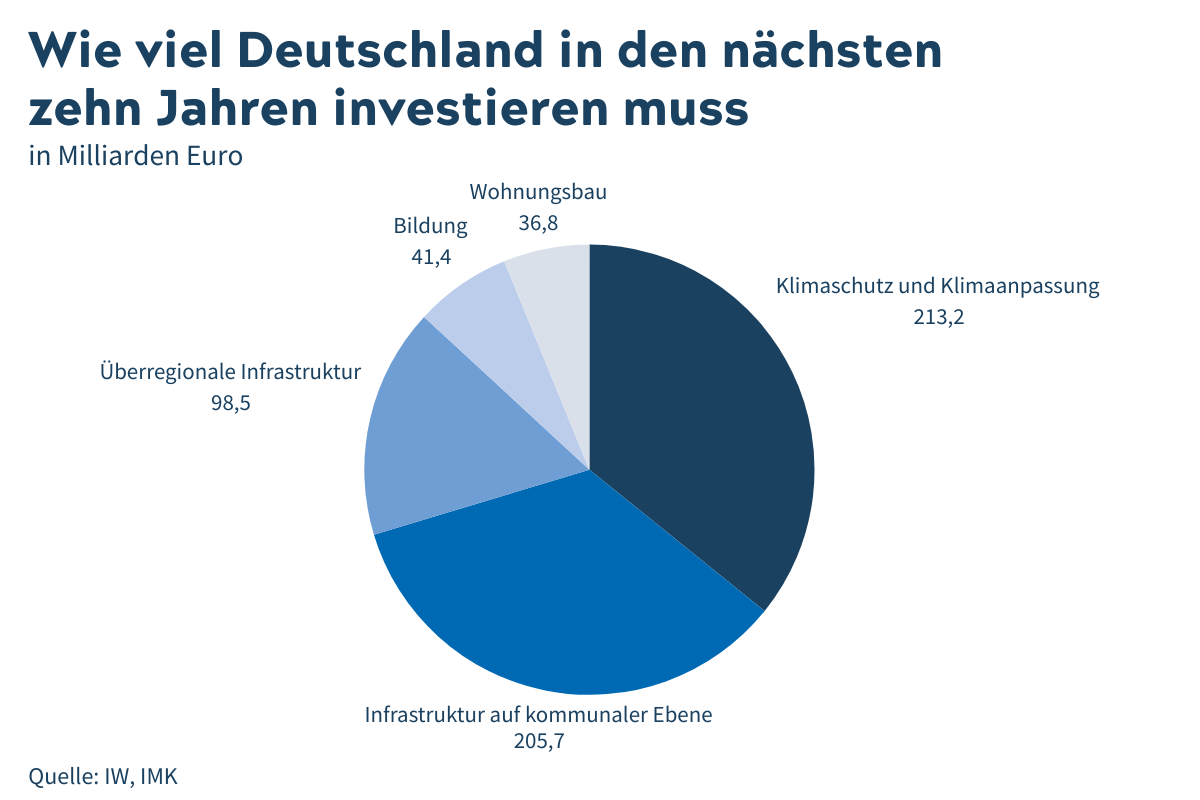 Wie viel Deutschland in den nächsten
zehn Jahren investieren muss
in Milliarden Euro
Wohnungsbau
36,8
Bildung
41,4
Klimaschutz und Klimaanpassung
213,2
Überregionale Infrastruktur
98,5
Infrastruktur auf kommunaler Ebene
205,7
Quelle: IW, IMK